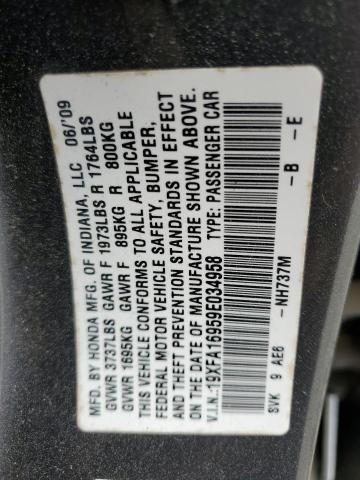 MFD. BY HONDA MFG. OF INDIANA, LLC 06/'09
GVWR 3737LBS GAWR F 1973LBS R 1764LBS
GVWR 1695KG GAWR F 895KG R 800KG
THIS VEHICLE CONFORMS TO ALL APPLICABLE
FEDERAL MOTOR VEHICLE SAFETY, BUMPER,
AND THEFT PREVENTION STANDARDS IN EFFECT
ON THE DATE OF MANUFACTURE SHOWN ABOVE.
V.I.N.:19XFA16959E034958 TYPE: PASSENGER CAR
-NH737M -B -E
SVK 9 AE6